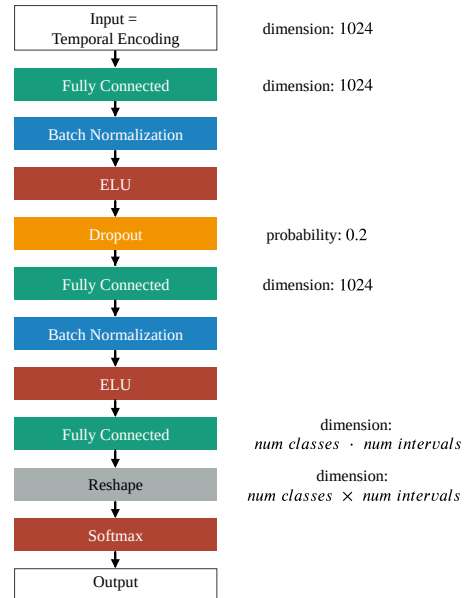 Input =
Temporal Encoding
dimension: 1024
Fully Connected
dimension: 1024
Batch Normalization
ELU
Dropout
probability: 0.2
Fully Connected
dimension: 1024
Batch Normalization
ELU
Fully Connected
dimension:
num classes · num intervals
Reshape
dimension:
num classes × num intervals
Softmax
Output